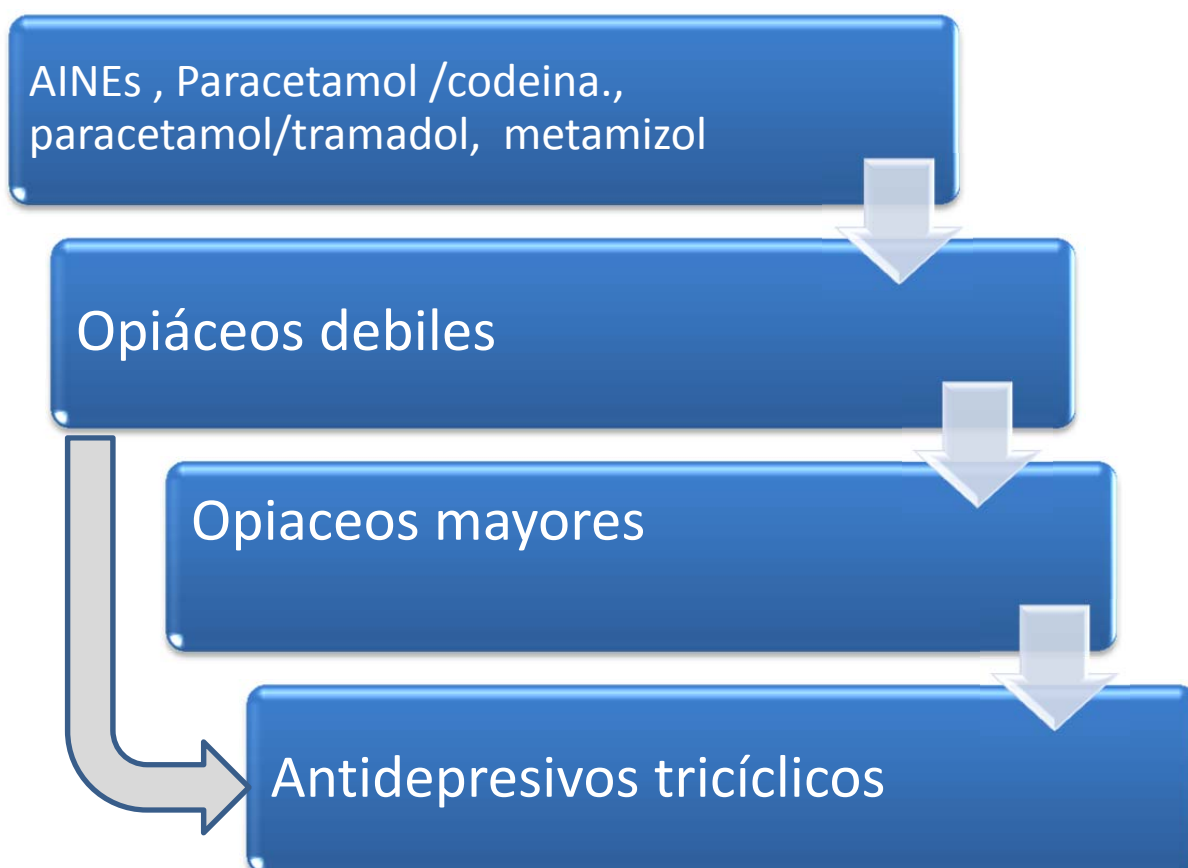 AINEs , Paracetamol /codeina.,
paracetamol/tramadol, metamizol
Opiáceos debiles
Opiaceos mayores
Antidepresivos tricíclicos